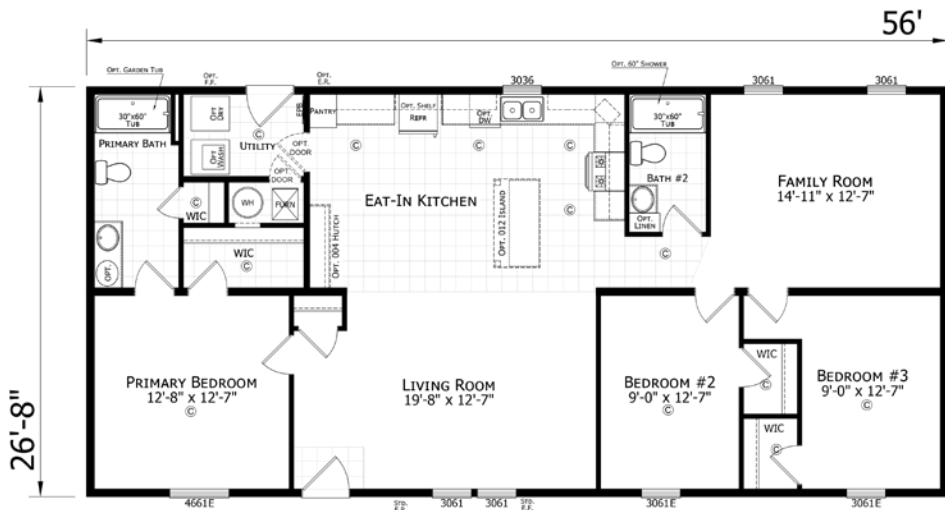 56'
26'-8"
Opt. Garden Tub
Opt.
F.F.
Opt.
E.R.
3036
Opt. 60" Shower
3061
3061
30"x60"
Tub
Primary Bath
Opt
Dry
Opt
Wash
©
Utility
EPB
Opt.
Door
Opt.
Door
Pantry
Opt. Shelf
Refr
Opt.
DW
©
©
©
©
30"x60"
Tub
Bath #2
Opt.
Linen
©
Family Room
14'-11" x 12'-7"
Eat-In Kitchen
Opt. 012 Island
Opt. 004 Hutch
©
WIC
WH
Furn
WIC
©
Opt.
Primary Bedroom
12'-8" x 12'-7"
©
Living Room
19'-8" x 12'-7"
Bedroom #2
9'-0" x 12'-7"
©
WIC
©
WIC
©
Bedroom #3
9'-0" x 12'-7"
©
4661E
Std.
E.R.
3061
3061
Std.
F.F.
3061E
3061E